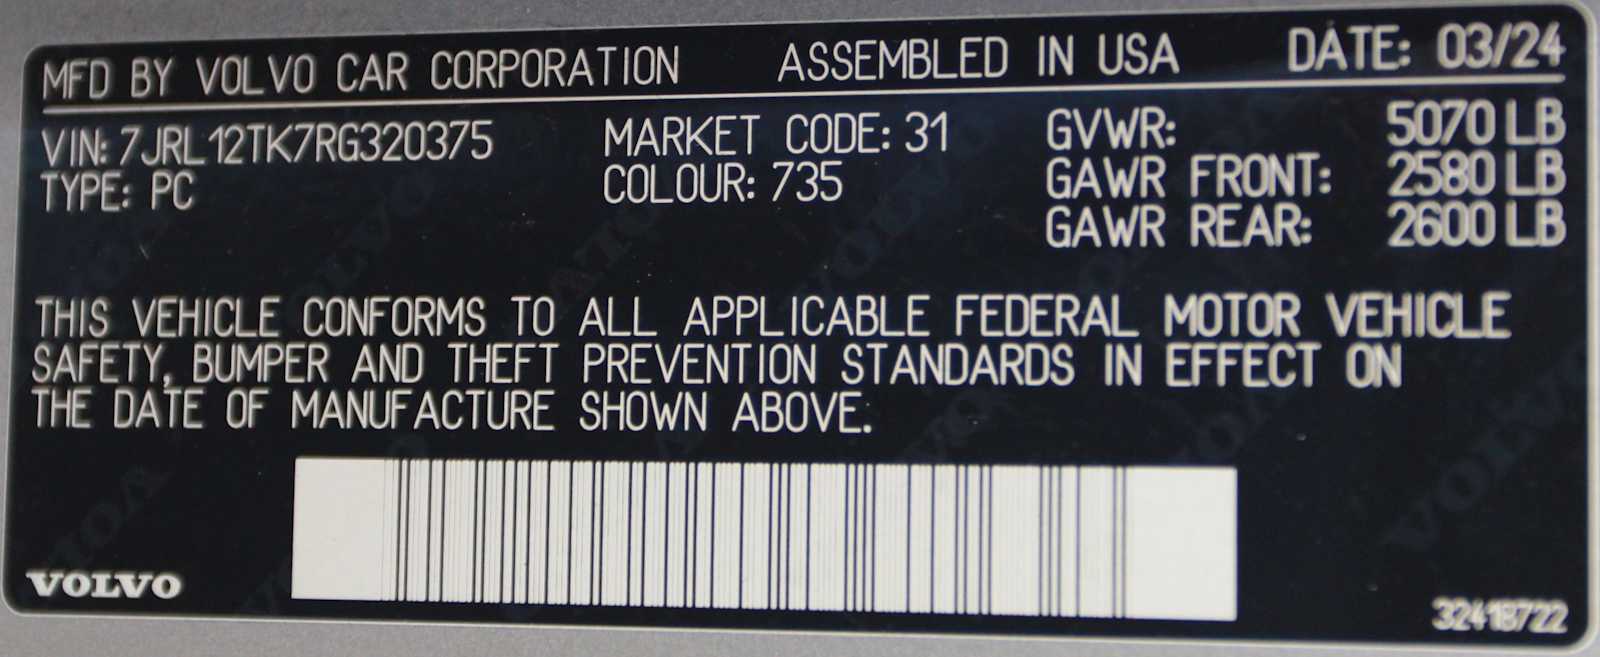 MFD BY VOLVO CAR CORPORATION ASSEMBLED IN USA DATE: 03/24
VIN: 7JRL12TK7RG320375 MARKET CODE: 31 GVWR: 5070 LB
TYPE: PC COLOUR: 735 GAWR FRONT: 2580 LB
GAWR REAR: 2600 LB
THIS VEHICLE CONFORMS TO ALL APPLICABLE FEDERAL MOTOR VEHICLE
SAFETY, BUMPER AND THEFT PREVENTION STANDARDS IN EFFECT ON
THE DATE OF MANUFACTURE SHOWN ABOVE.
VOLVO
32418722